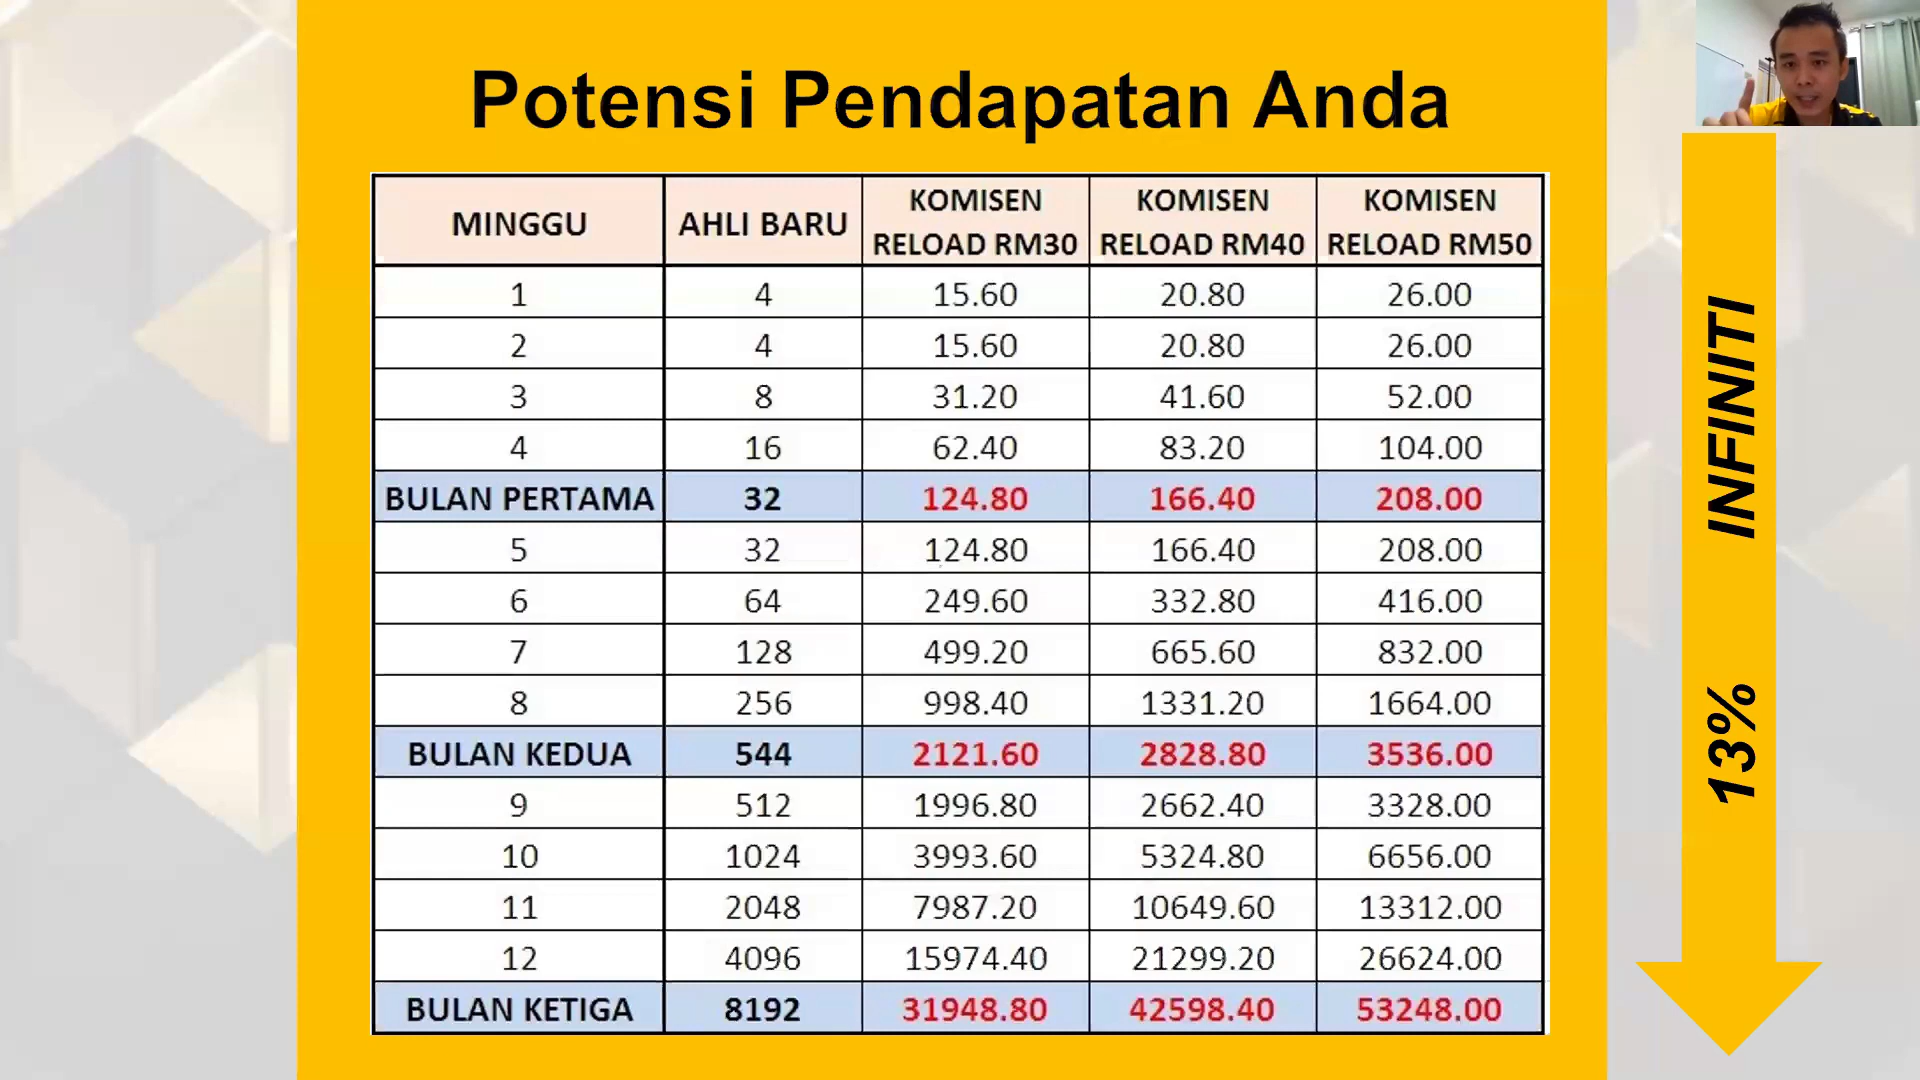 Potensi Pendapatan Anda
MINGGU AHLI BARU KOMISEN RELOAD RM30 KOMISEN RELOAD RM40 KOMISEN RELOAD RM50
1 4 15.60 20.80 26.00
2 4 15.60 20.80 26.00
3 8 31.20 41.60 52.00
4 16 62.40 83.20 104.00
BULAN PERTAMA 32 124.80 166.40 208.00
5 32 124.80 166.40 208.00
6 64 249.60 332.80 416.00
7 128 499.20 665.60 832.00
8 256 998.40 1331.20 1664.00
BULAN KEDUA 544 2121.60 2828.80 3536.00
9 512 1996.80 2662.40 3328.00
10 1024 3993.60 5324.80 6656.00
11 2048 7987.20 10649.60 13312.00
12 4096 15974.40 21299.20 26624.00
BULAN KETIGA 8192 31948.80 42598.40 53248.00
13% INFINITI